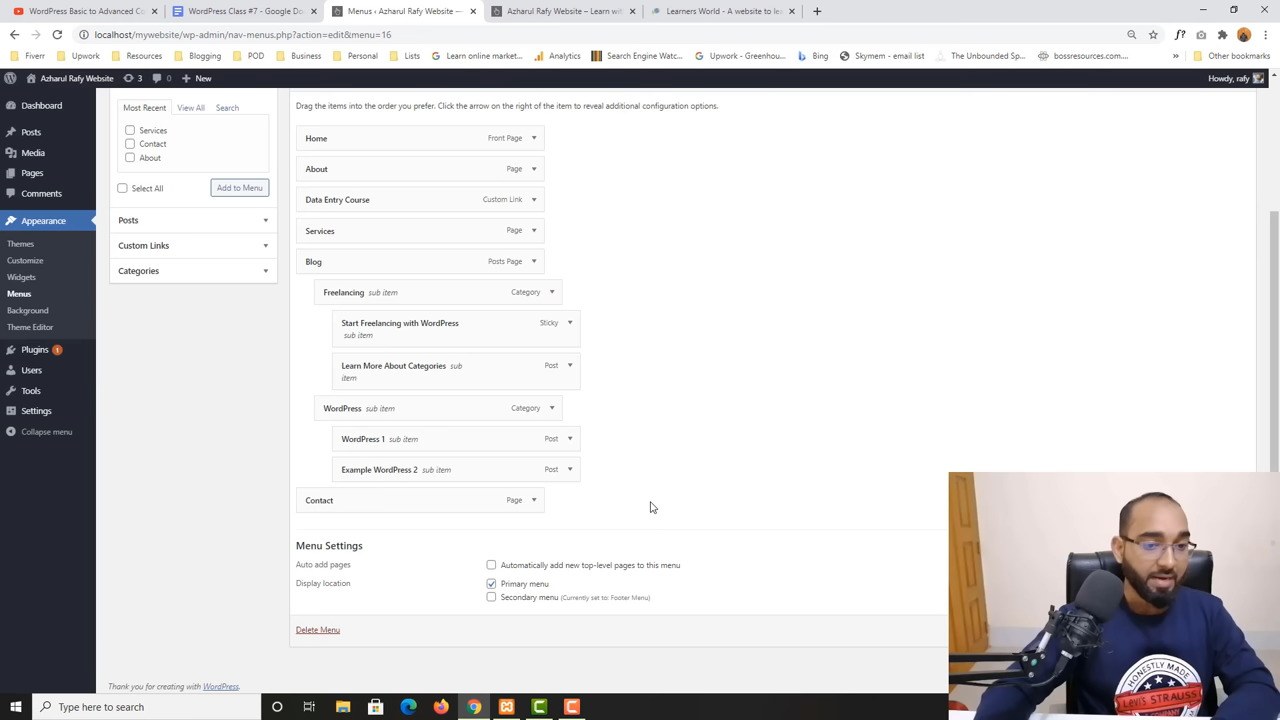 WordPress Basic to Advanced Co
WordPress Class #7 - Google Do
Menus ‹ Azharul Rafy Website —
Azharul Rafy Website – Learn wit
Learners World - A website to le
localhost/mywebsite/wp-admin/nav-menus.php?action=edit&menu=16
Fiverr
Upwork
Resources
Blogging
POD
Business
Personal
Lists
Learn online market...
Analytics
Search Engine Watc...
Upwork - Greenhou...
Bing
Skymem - email list
The Unbounded Sp...
bossresources.com...
Other bookmarks
Azharul Rafy Website
3
0
New
Howdy, rafy
Dashboard
Posts
Media
Pages
Comments
Appearance
Themes
Customize
Widgets
Menus
Background
Theme Editor
Plugins 1
Users
Tools
Settings
Collapse menu
Most Recent
View All
Search
Services
Contact
About
Select All
Add to Menu
Posts
Custom Links
Categories
Drag the items into the order you prefer. Click the arrow on the right of the item to reveal additional configuration options.
Home Front Page
About Page
Data Entry Course Custom Link
Services Page
Blog Posts Page
Freelancing sub item Category
Start Freelancing with WordPress Sticky
sub item
Learn More About Categories sub Post
item
WordPress sub item Category
WordPress 1 sub item Post
Example WordPress 2 sub item Post
Contact Page
Menu Settings
Auto add pages
Automatically add new top-level pages to this menu
Display location
Primary menu
Secondary menu (Currently set to: Footer Menu)
Delete Menu
Thank you for creating with WordPress.
HONESTLY MADE
LEVI'S STRAUSS
Type here to search